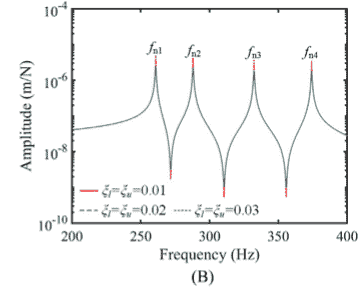 10⁻⁴
f_n1 f_n2 f_n3 f_n4
10⁻⁶
Amplitude (m/N)
10⁻⁸
ξ_l=ξ_u=0.01
ξ_l=ξ_u=0.02 ξ_l=ξ_u=0.03
10⁻¹⁰
200 250 300 350 400
Frequency (Hz)
(B)